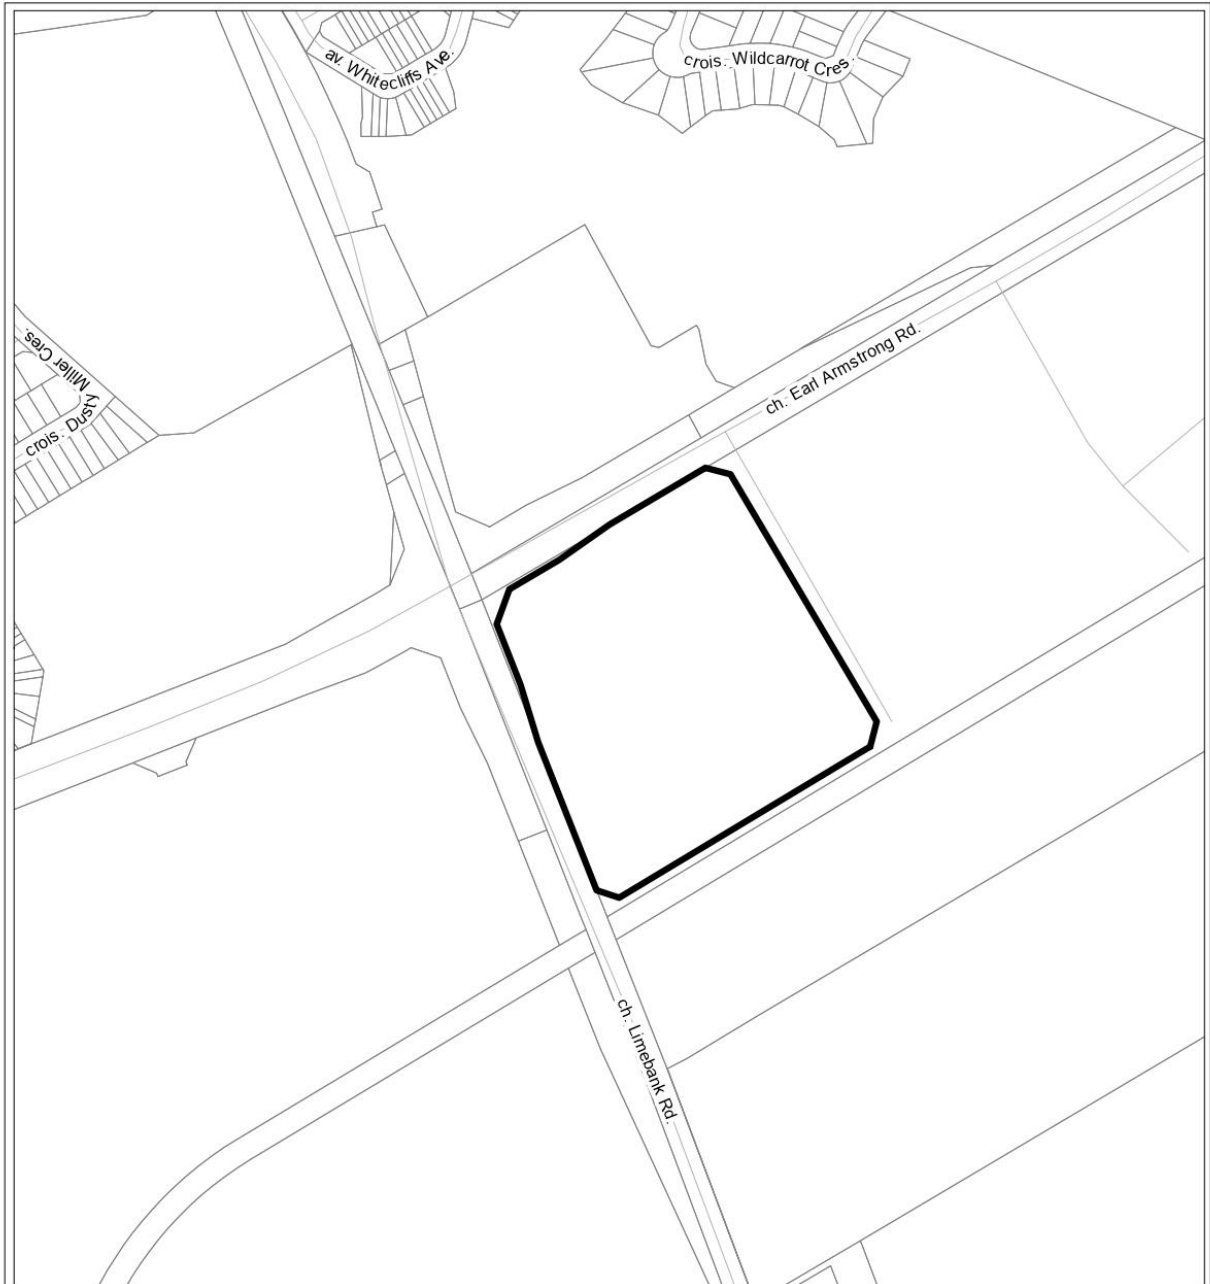 av. Whitecliffs Ave.
crois. Wildcarrot Cres.
crois. Dusty Miller Cres.
ch. Earl Armstrong Rd.
ch. Limebank Rd.